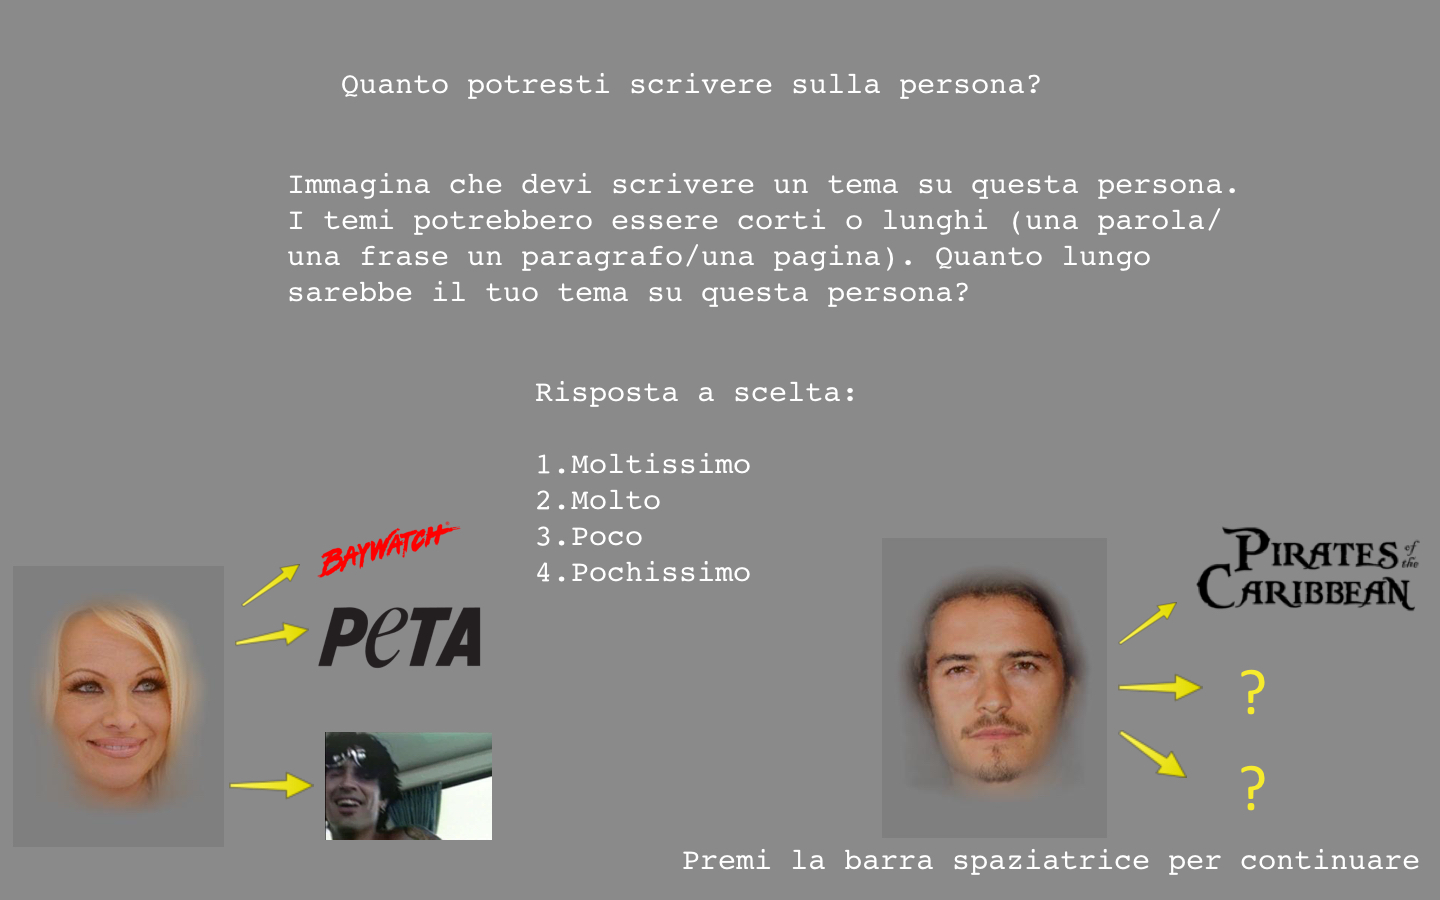 Quanto potresti scrivere sulla persona?
Immagina che devi scrivere un tema su questa persona.
I temi potrebbero essere corti o lunghi (una parola/
una frase un paragrafo/una pagina). Quanto lungo
sarebbe il tuo tema su questa persona?
Risposta a scelta:
1.Moltissimo
2.Molto
3.Poco
4.Pochissimo
BAYWATCH
PeTA
PIRATES of the
CARIBBEAN
?
?
Premi la barra spaziatrice per continuare